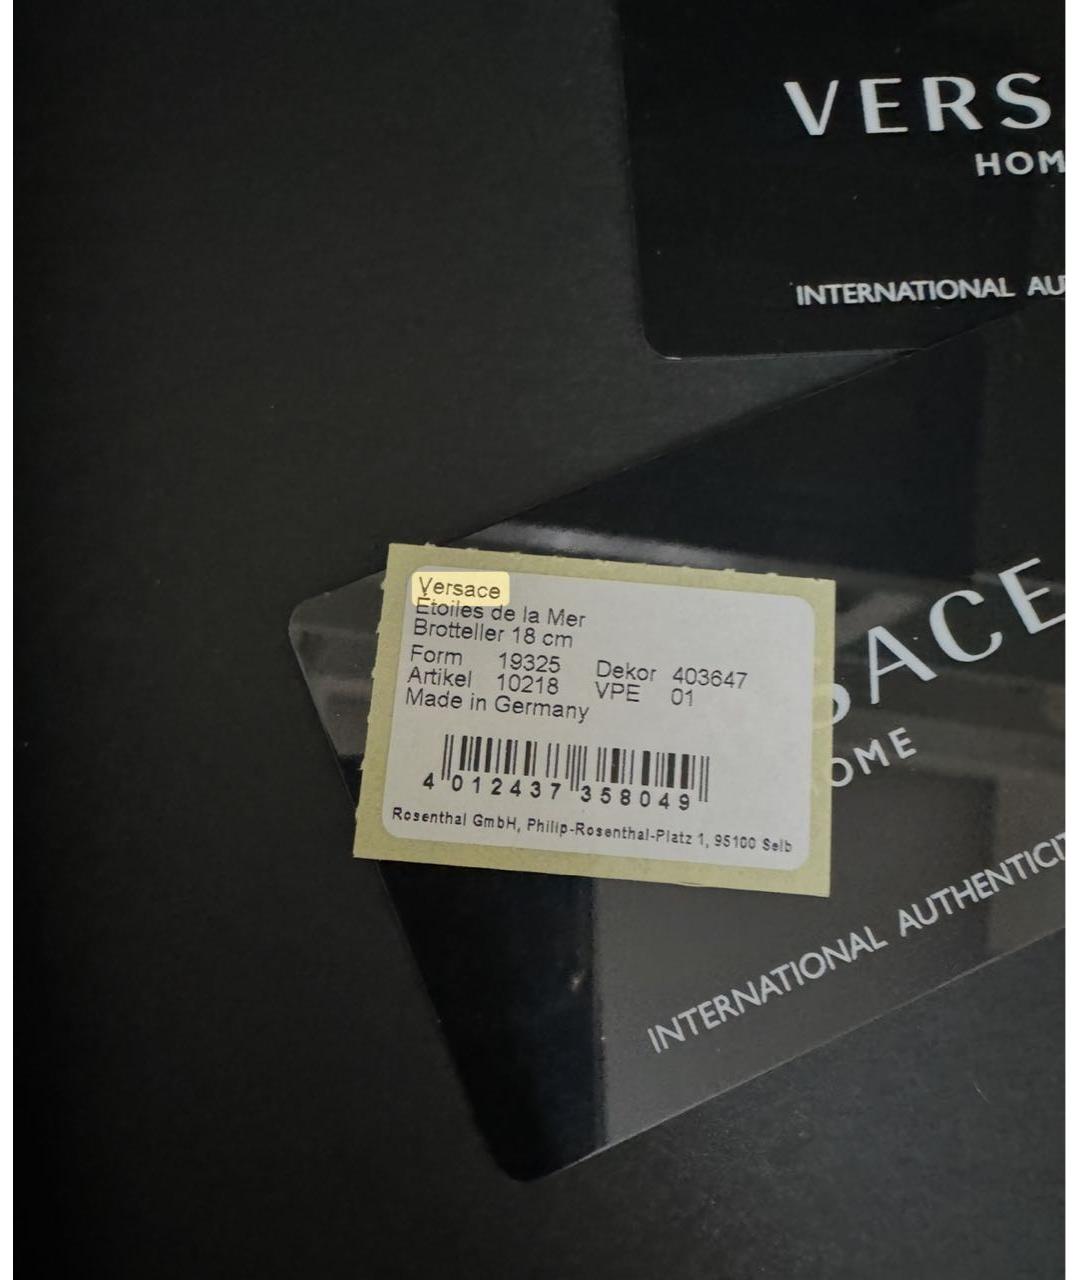 VERS
HOM
INTERNATIONAL AU
Versace
Etoiles de la Mer
Brotteller 18 cm
Form 19325 Dekor 403647
Artikel 10218 VPE 01
Made in Germany
4 012437 358049
Rosenthal GmbH, Philip-Rosenthal-Platz 1, 95100 Selb
SACE
OME
INTERNATIONAL AUTHENTICI